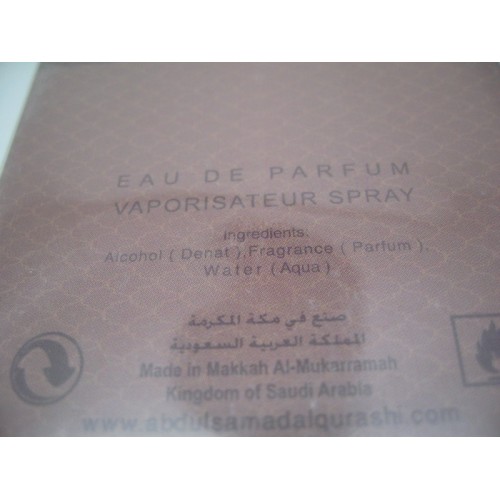 EAU DE PARFUM
VAPORISATEUR SPRAY
Ingredients.
Alcohol ( Denat ),Fragrance ( Parfum ),
Water (Aqua )
صنع في مكة المكرمة
المملكة العربية السعودية
Made in Makkah Al-Mukarramah
Kingdom of Saudi Arabia
www.abdulsamadalqurashi.com